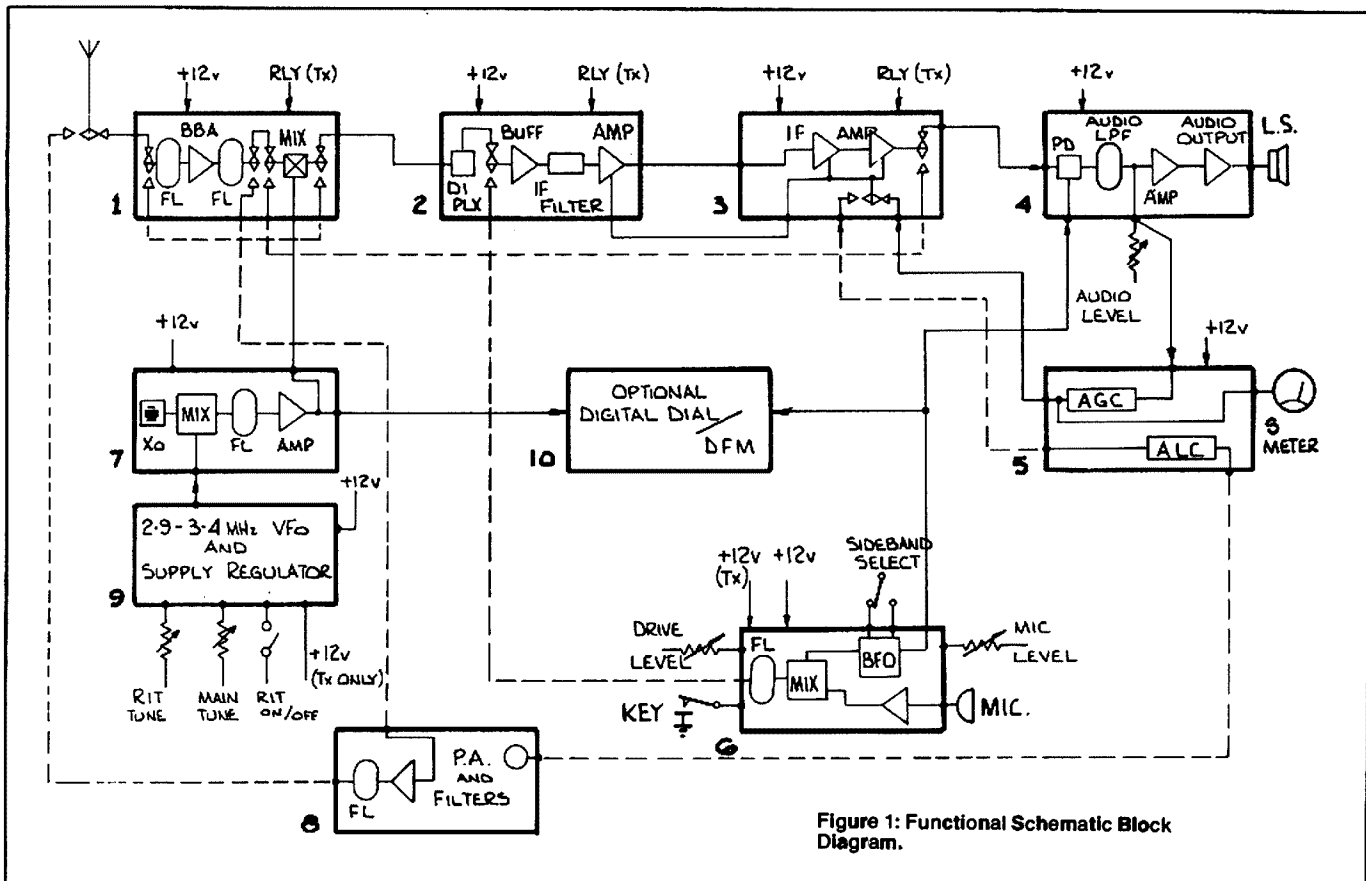 +12v
RLY (Tx)
BBA
MIX
FL
FL
1
+12v
RLY (Tx)
BUFF
AMP
DI
PLX
IF
FILTER
2
+12v
RLY (Tx)
IF
AMP
3
+12v
AUDIO
LPF
AUDIO
OUTPUT
L.S.
PD
AMP
4
AUDIO
LEVEL
+12v
MIX
XO
FL
AMP
7
OPTIONAL
DIGITAL DIAL
/
DFM
10
+12v
AGC
ALC
5
S
METER
+12v
2.9-3.4 MHz VFO
AND
SUPPLY REGULATOR
9
RIT
TUNE
MAIN
TUNE
RIT
ON/OFF
+12v
(Tx ONLY)
+12v
(Tx)
+12v
SIDEBAND
SELECT
DRIVE
LEVEL
FL
MIX
BFO
MIC
LEVEL
KEY
MIC.
6
P.A.
AND
FILTERS
FL
8
Figure 1: Functional Schematic Block
Diagram.